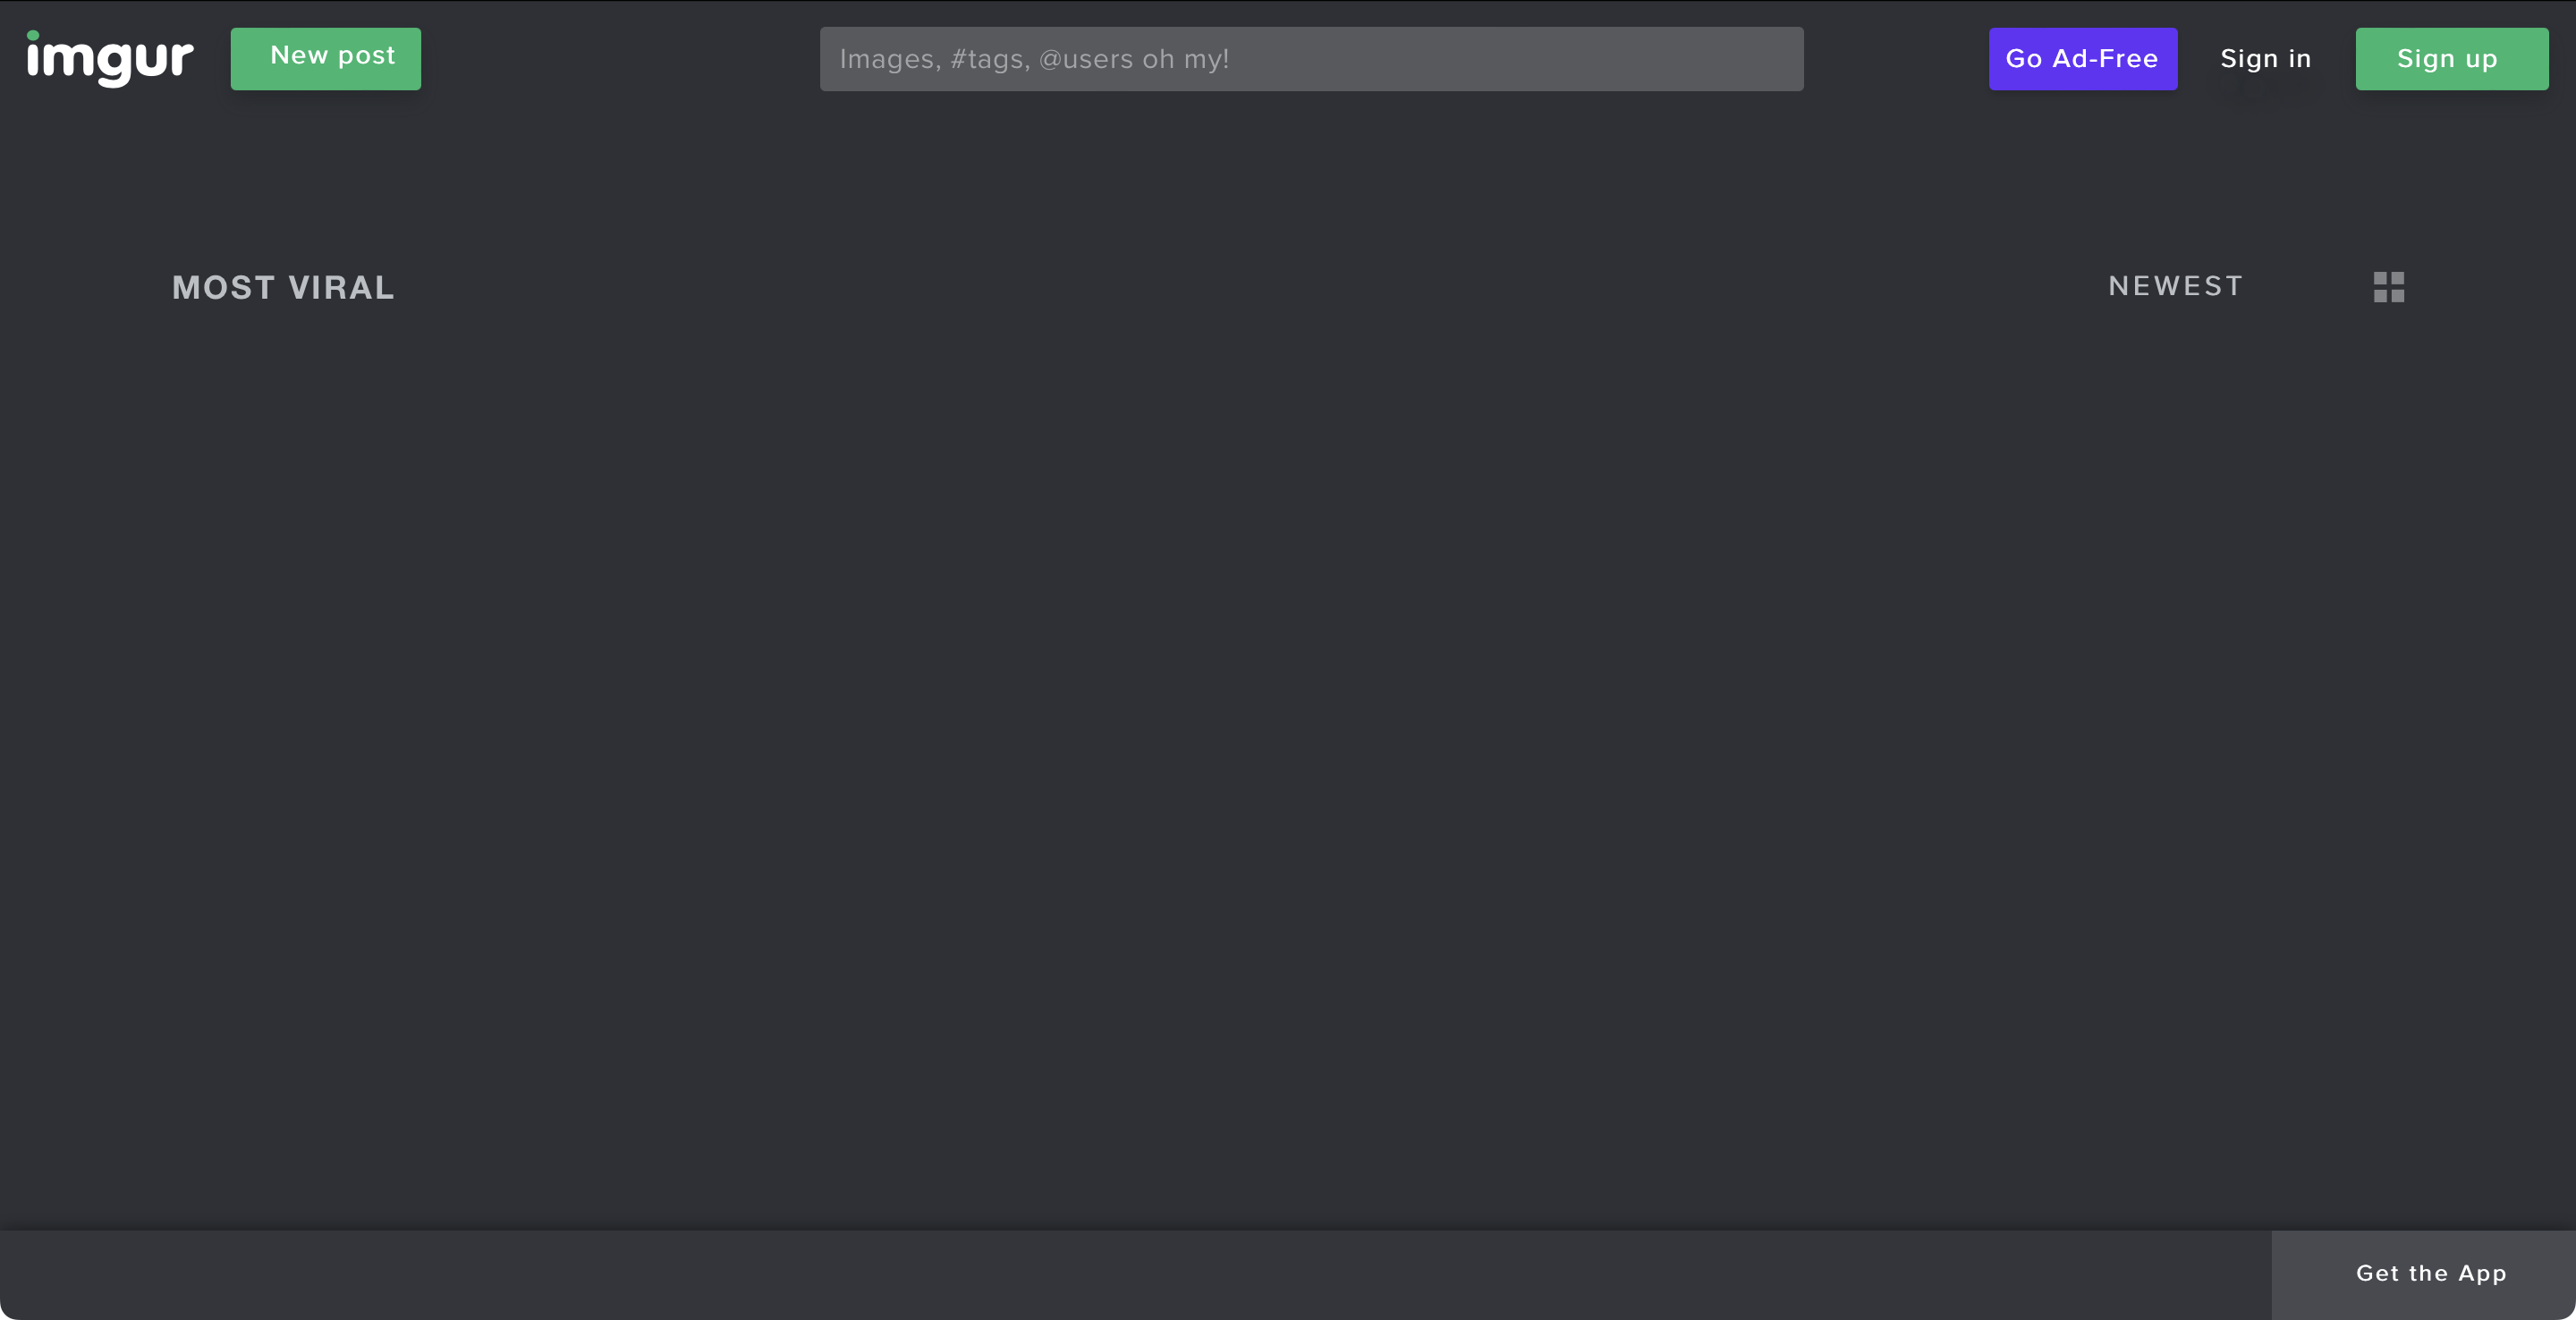 imgur
New post
Images, #tags, @users oh my!
Go Ad-Free
Sign in
Sign up
MOST VIRAL
NEWEST
Get the App